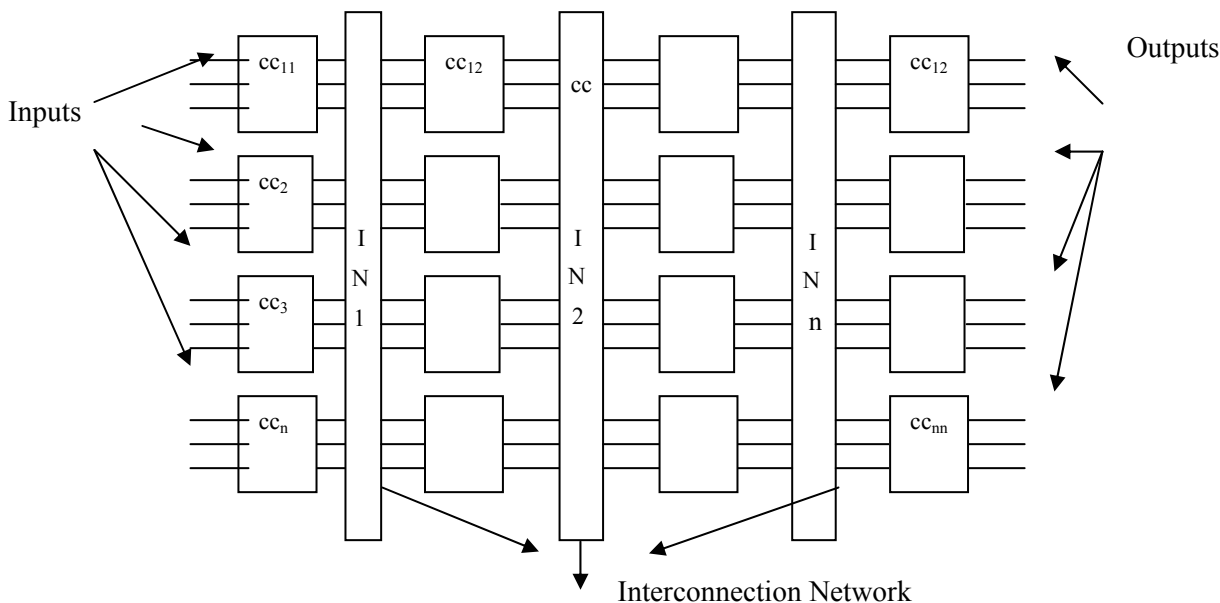 Inputs
Outputs
cc₁₁
cc₁₂
cc
cc₁₂
cc₂
cc₃
ccₙ
ccₙₙ
I
N
1
I
N
2
I
N
n
Interconnection Network